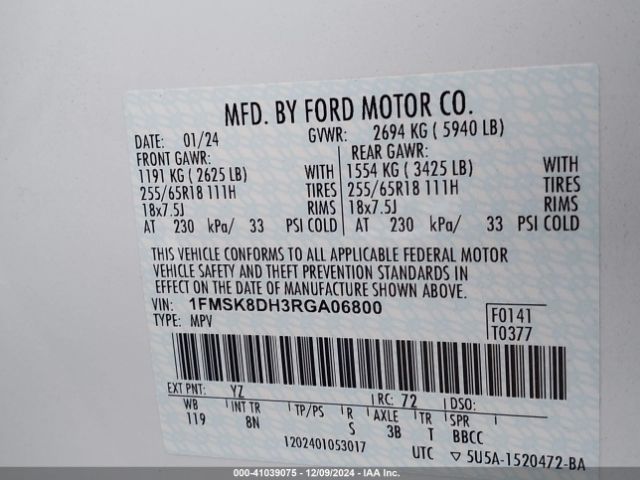 MFD. BY FORD MOTOR CO.
DATE: 01/24 GVWR: 2694 KG ( 5940 LB)
FRONT GAWR: REAR GAWR:
1191 KG ( 2625 LB) WITH 1554 KG ( 3425 LB) WITH
255/65R18 111H TIRES 255/65R18 111H TIRES
18x7.5J RIMS 18x7.5J RIMS
AT 230 kPa/ 33 PSI COLD AT 230 kPa/ 33 PSI COLD
THIS VEHICLE CONFORMS TO ALL APPLICABLE FEDERAL MOTOR
VEHICLE SAFETY AND THEFT PREVENTION STANDARDS IN
EFFECT ON THE DATE OF MANUFACTURE SHOWN ABOVE.
VIN: 1FMSK8DH3RGA06800 F0141
TYPE: MPV T0377
EXT PNT: YZ RC: 72 DSO:
WB INT TR TP/PS R AXLE TR SPR
119 8N S 3B T BBCC
1202401053017 UTC ▽ 5U5A-1520472-BA
000-41039075 - 12/09/2024 - IAA Inc.